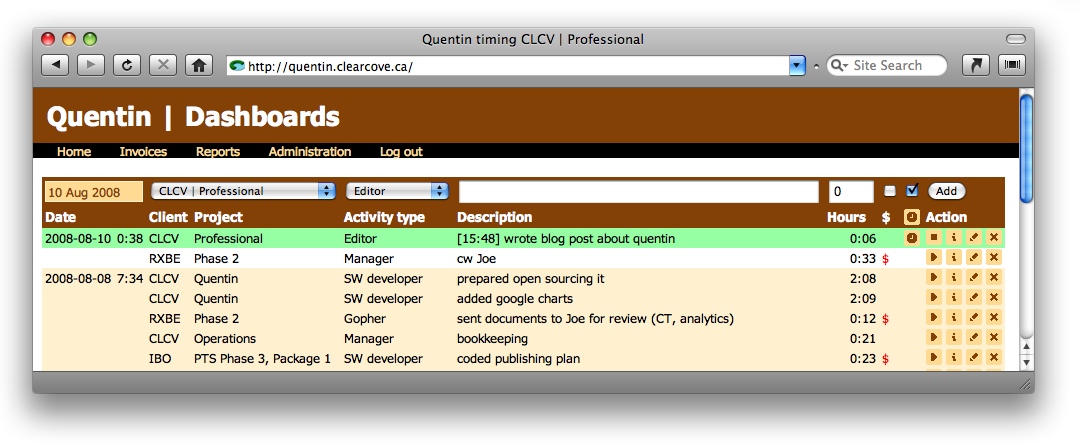 Quentin timing CLCV | Professional
http://quentin.clearcove.ca/ Site Search
Quentin | Dashboards
Home Invoices Reports Administration Log out
10 Aug 2008 CLCV | Professional Editor 0 Add
Date Client Project Activity type Description Hours $ Action
2008-08-10 0:38 CLCV Professional Editor [15:48] wrote blog post about quentin 0:06
RXBE Phase 2 Manager cw Joe 0:33 $
2008-08-08 7:34 CLCV Quentin SW developer prepared open sourcing it 2:08
CLCV Quentin SW developer added google charts 2:09
RXBE Phase 2 Gopher sent documents to Joe for review (CT, analytics) 0:12 $
CLCV Operations Manager bookkeeping 0:21
IBO PTS Phase 3, Package 1 SW developer coded publishing plan 0:23 $